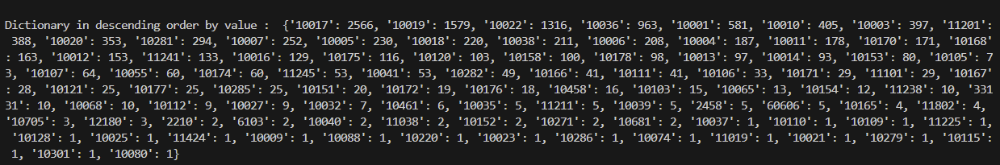 Dictionary in descending order by value :  {'10017': 2566, '10019': 1579, '10022': 1316, '10036': 963, '10001': 581, '10010': 405, '10003': 397, '11201':
 388, '10020': 353, '10281': 294, '10007': 252, '10005': 230, '10018': 220, '10038': 211, '10006': 208, '10004': 187, '10011': 178, '10170': 171, '10168'
: 163, '10012': 153, '11241': 133, '10016': 129, '10175': 116, '10120': 103, '10158': 100, '10178': 98, '10013': 97, '10014': 93, '10153': 80, '10105': 7
3, '10107': 64, '10055': 60, '10174': 60, '11245': 53, '10041': 53, '10282': 49, '10166': 41, '10111': 41, '10106': 33, '10171': 29, '11101': 29, '10167'
: 28, '10121': 25, '10177': 25, '10285': 25, '10151': 20, '10172': 19, '10176': 18, '10458': 16, '10103': 15, '10065': 13, '10154': 12, '11238': 10, '331
31': 10, '10068': 10, '10112': 9, '10027': 9, '10032': 7, '10461': 6, '10035': 5, '11211': 5, '10039': 5, '2458': 5, '60606': 5, '10165': 4, '11802': 4,
'10705': 3, '12180': 3, '2210': 2, '6103': 2, '10040': 2, '11038': 2, '10152': 2, '10271': 2, '10681': 2, '10037': 1, '10110': 1, '10109': 1, '11225': 1,
 '10128': 1, '10025': 1, '11424': 1, '10009': 1, '10088': 1, '10220': 1, '10023': 1, '10286': 1, '10074': 1, '11019': 1, '10021': 1, '10279': 1, '10115':
 1, '10301': 1, '10080': 1}